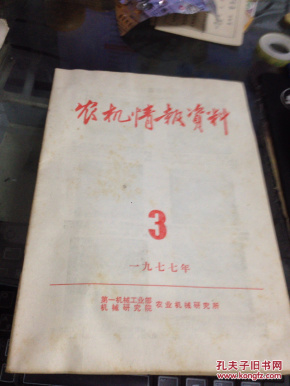 农机情报资料
3
一九七七年
第一机械工业部
机械研究院 农业机械研究所
孔夫子旧书网